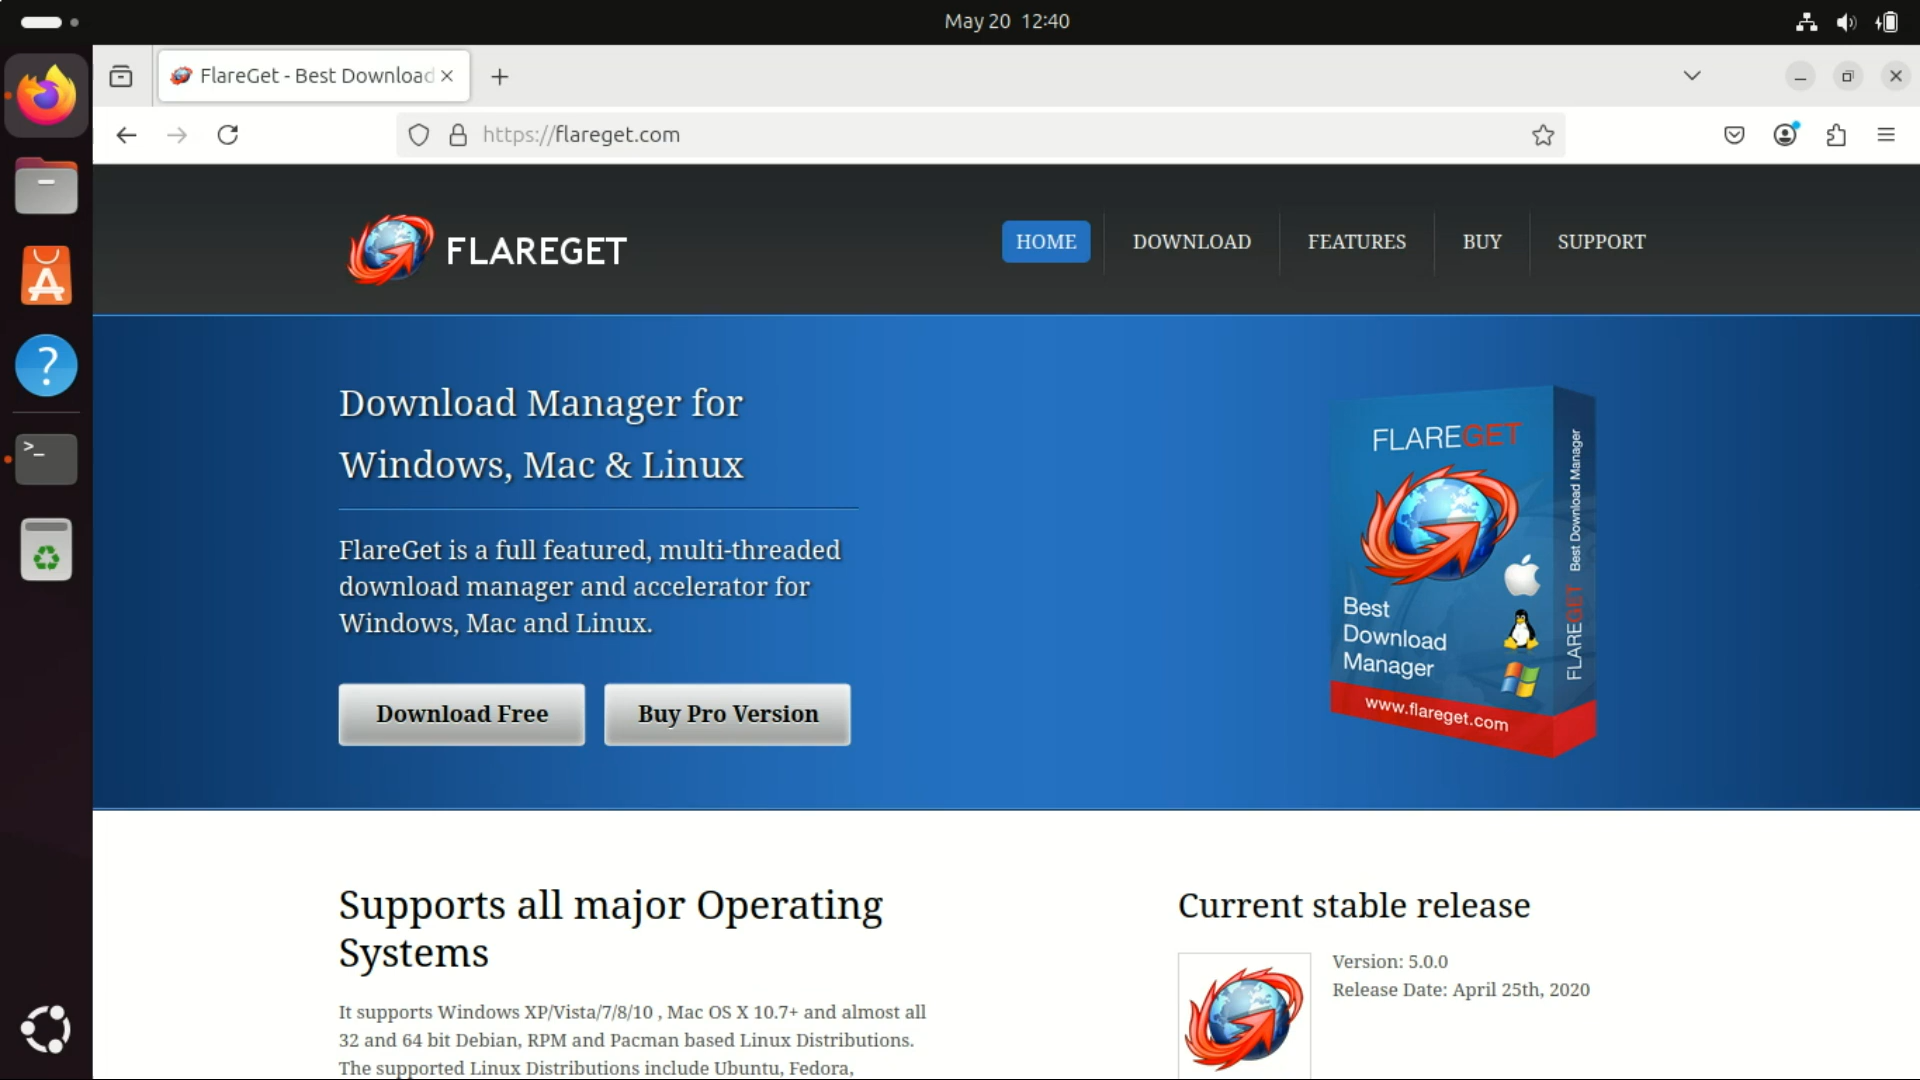 May 20 12:40
FlareGet - Best Download
https://flareget.com
FLAREGET
HOME
DOWNLOAD
FEATURES
BUY
SUPPORT
Download Manager for
Windows, Mac & Linux
FlareGet is a full featured, multi-threaded
download manager and accelerator for
Windows, Mac and Linux.
Download Free
Buy Pro Version
FLAREGET
Best
Download
Manager
www.flareget.com
FLAREGET Best Download Manager
Supports all major Operating
Systems
It supports Windows XP/Vista/7/8/10 , Mac OS X 10.7+ and almost all
32 and 64 bit Debian, RPM and Pacman based Linux Distributions.
The supported Linux Distributions include Ubuntu, Fedora,
Current stable release
Version: 5.0.0
Release Date: April 25th, 2020